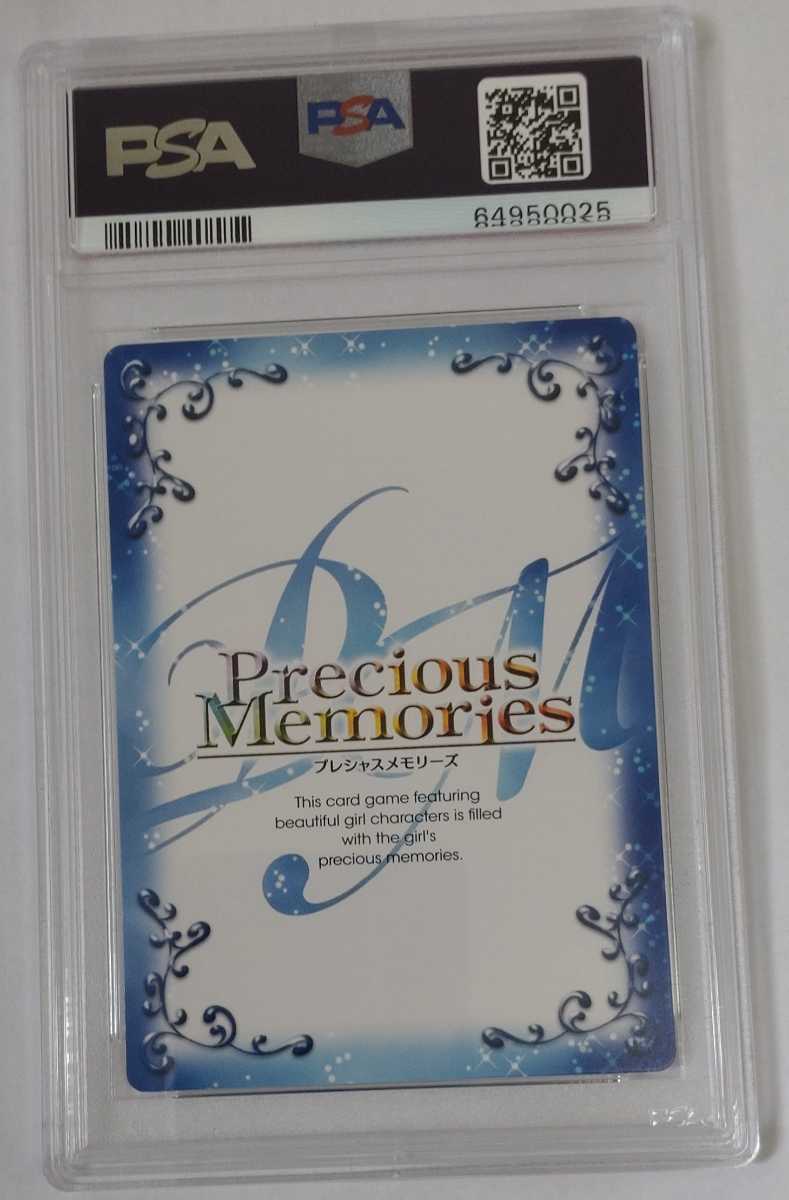 PSA
PSA
64950025
PM
Precious
Memories
プレシャスメモリーズ
This card game featuring
beautiful girl characters is filled
with the girl's
precious memories.